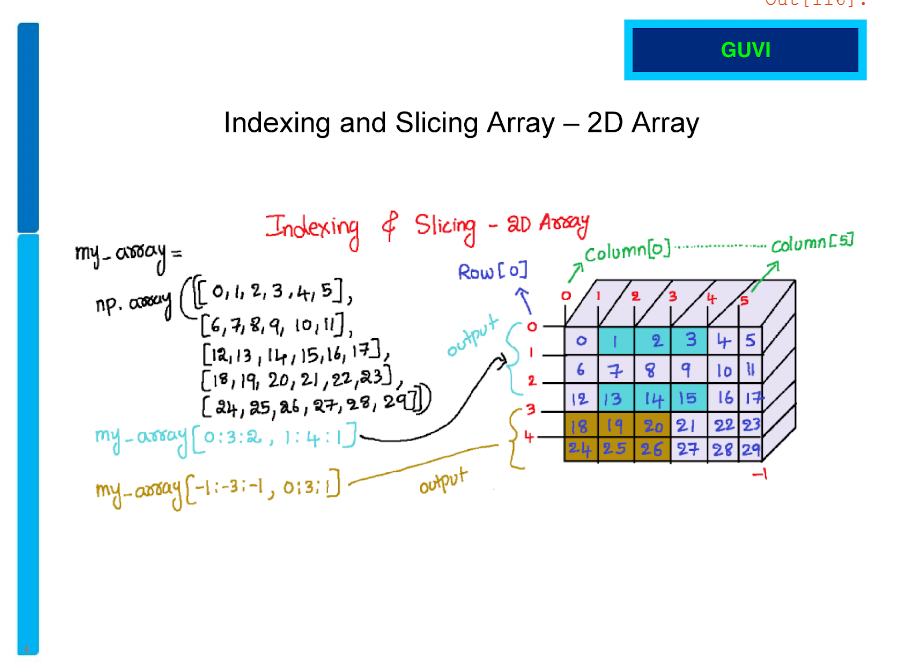 Out[116]:
GUVI
Indexing and Slicing Array – 2D Array
Indexing & Slicing - 2D Array
my_array =
np.array([[0,1,2,3,4,5],
[6,7,8,9,10,11],
[12,13,14,15,16,17],
[18,19,20,21,22,23],
[24,25,26,27,28,29]])
my_array[0:3:2, 1:4:1]
output
my_array[-1:-3:-1, 0:3:1]
output
Column[0] ............ column[5]
Row[0]
0 1 2 3 4 5
0 0 1 2 3 4 5
1 6 7 8 9 10 11
2 12 13 14 15 16 17
3 18 19 20 21 22 23
4 24 25 26 27 28 29
-1